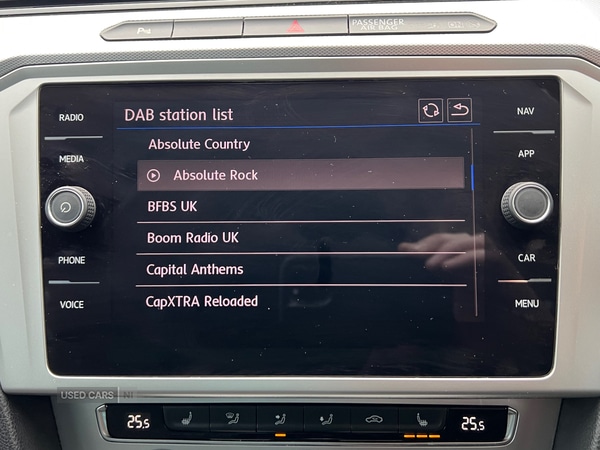 P
PASSENGER
AIR BAG
RADIO
MEDIA
PHONE
VOICE
DAB station list
Absolute Country
Absolute Rock
BFBS UK
Boom Radio UK
Capital Anthems
CapXTRA Reloaded
NAV
APP
CAR
MENU
USED CARS NI
25.5
25.5